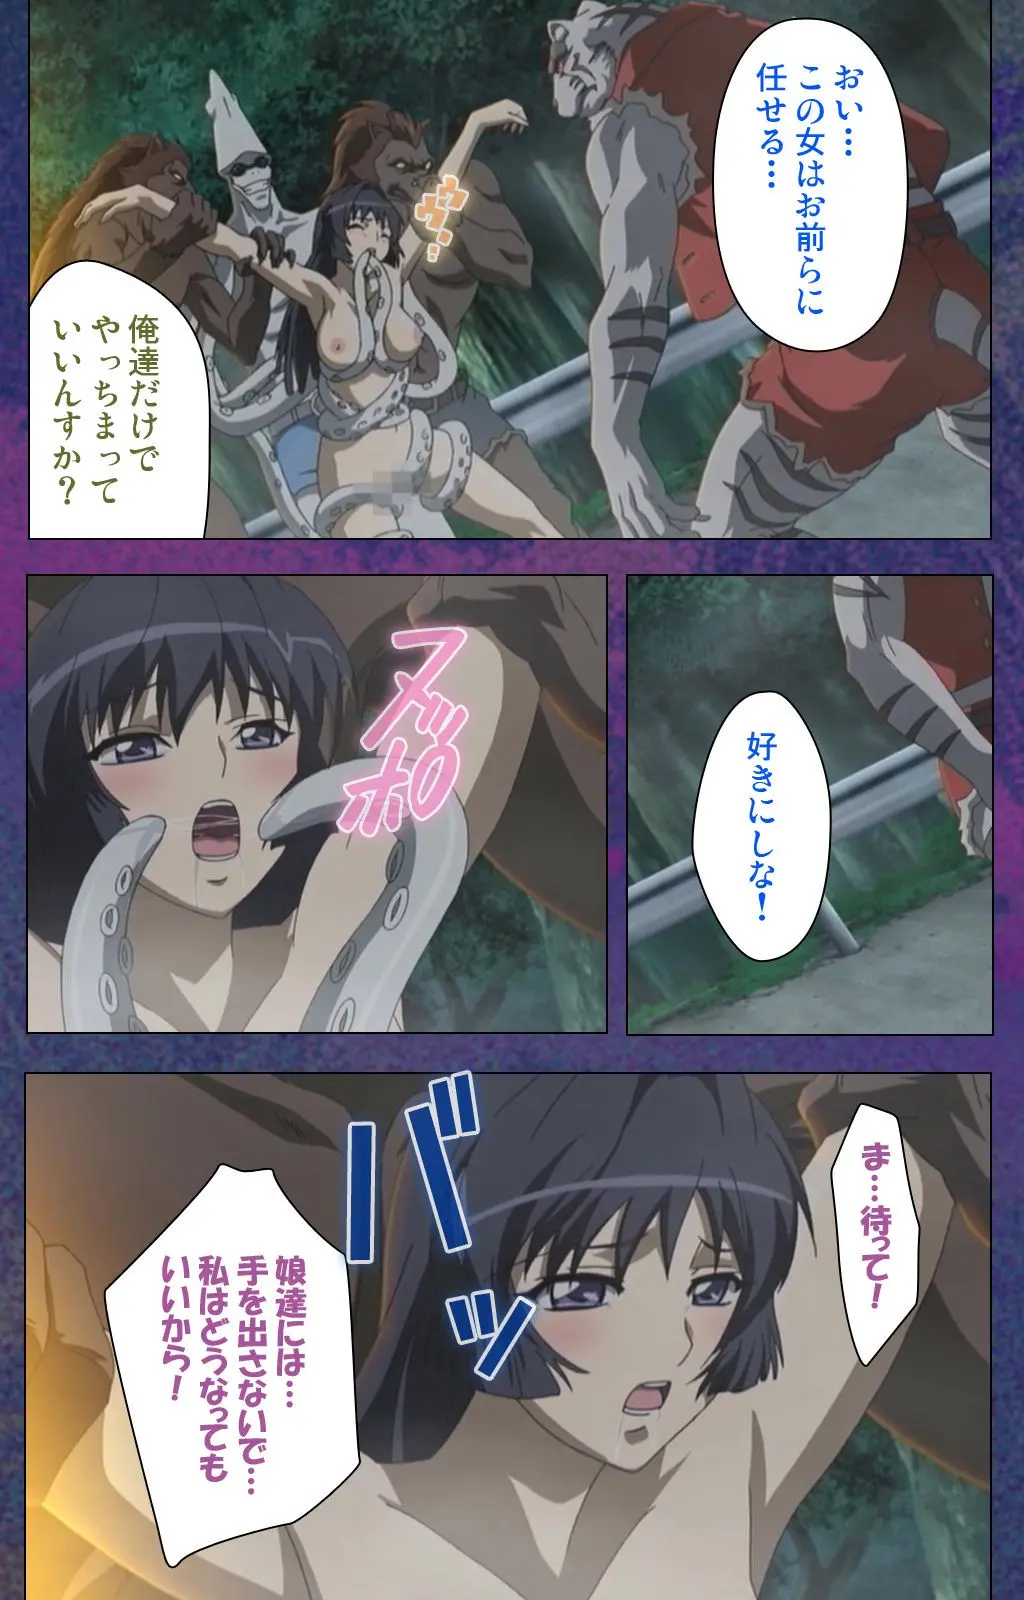 おい…
この女はお前らに
任せる…
ウウ…
俺達だけで
やっちまって
いいんすか？
好きにしな！
ヌッポ
ま…待って！
バッ
娘達には…
手を出さないで…
私はどうなっても
いいから！